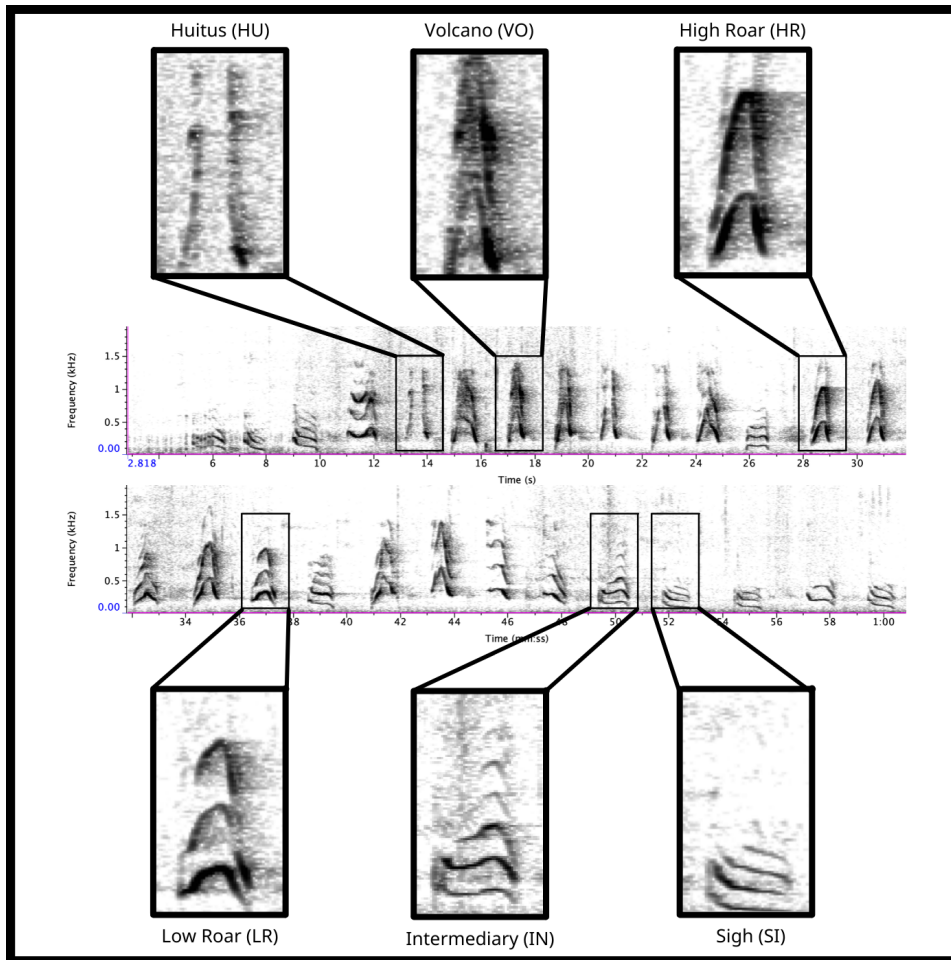 Huitus (HU) Volcano (VO) High Roar (HR)
Frequency (kHz)
1.5
1
0.5
0.00
2.818 6 8 10 12 14 16 18 20 22 24 26 28 30
Time (s)
Frequency (kHz)
1.5
1
0.5
0.00
34 36 38 40 42 44 46 48 50 52 54 56 58 1:00
Time (mm:ss)
Low Roar (LR) Intermediary (IN) Sigh (SI)